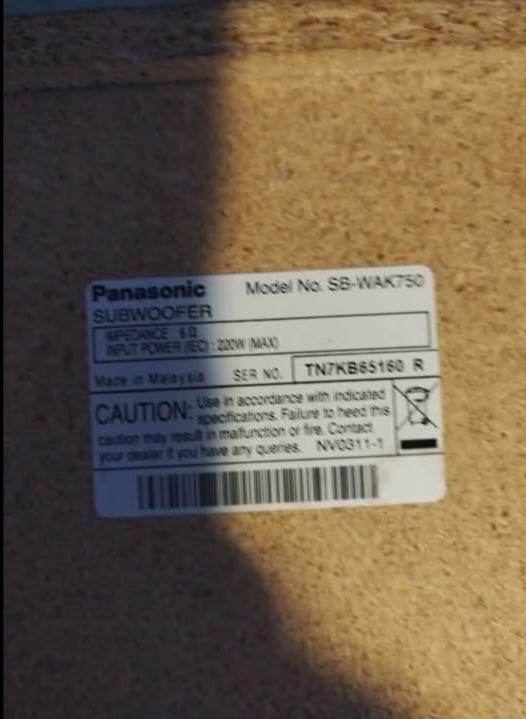 Panasonic Model No. SB-WAK750
SUBWOOFER
IMPEDANCE : 6 Ω
INPUT POWER (IEC) : 220W (MAX)
Made in Malaysia SER NO. TN7KB65160 R
CAUTION: Use in accordance with indicated
specifications. Failure to heed this
caution may result in malfunction or fire. Contact
your dealer if you have any queries. NV0311-1